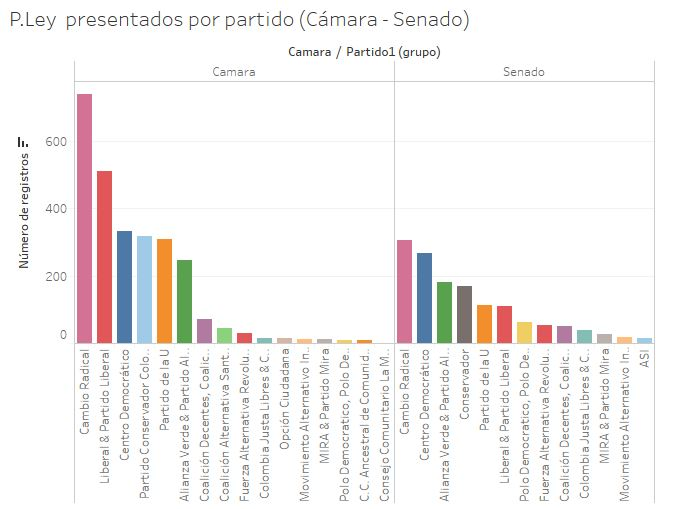 P.Ley presentados por partido (Cámara - Senado)
Camara / Partido1 (grupo)
Camara
Senado
Número de registros
600
400
200
0
Cambio Radical
Liberal & Partido Liberal
Centro Democrático
Partido Conservador Colo..
Partido de la U
Alianza Verde & Partido Al..
Coalición Decentes, Coalic..
Coalición Alternativa Sant..
Fuerza Alternativa Revolu..
Colombia Justa Libres & C..
Opción Ciudadana
Movimiento Alternativo In..
MIRA & Partido Mira
Polo Democratico, Polo De..
C.C. Ancestral de Comunid..
Consejo Comunitario La M..
Cambio Radical
Centro Democrático
Alianza Verde & Partido Al..
Conservador
Partido de la U
Liberal & Partido Liberal
Polo Democratico, Polo De..
Fuerza Alternativa Revolu..
Coalición Decentes, Coalic..
Colombia Justa Libres & C..
MIRA & Partido Mira
Movimiento Alternativo In..
ASI